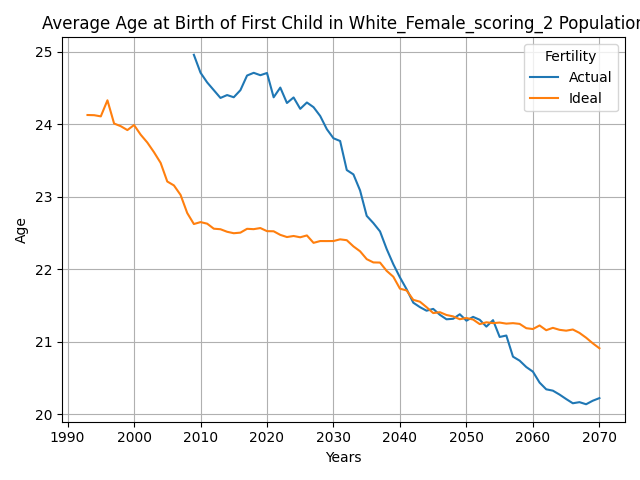 Average Age at Birth of First Child in White_Female_scoring_2 Population
Fertility
Actual
Ideal
25
24
23
22
21
20
Age
1990 2000 2010 2020 2030 2040 2050 2060 2070
Years